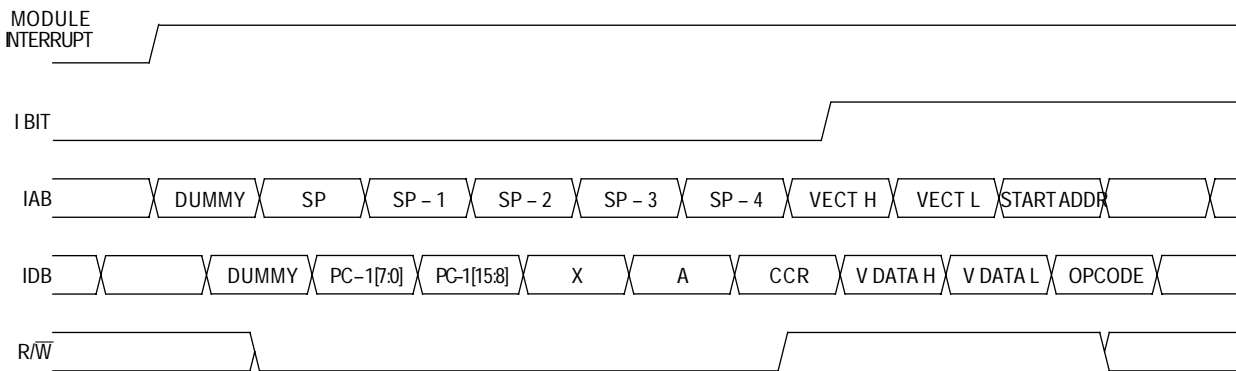 MODULE
INTERRUPT
I BIT
IAB DUMMY SP SP – 1 SP – 2 SP – 3 SP – 4 VECT H VECT L START ADDR
IDB DUMMY PC – 1[7:0] PC–1[15:8] X A CCR V DATA H V DATA L OPCODE
R/W̅